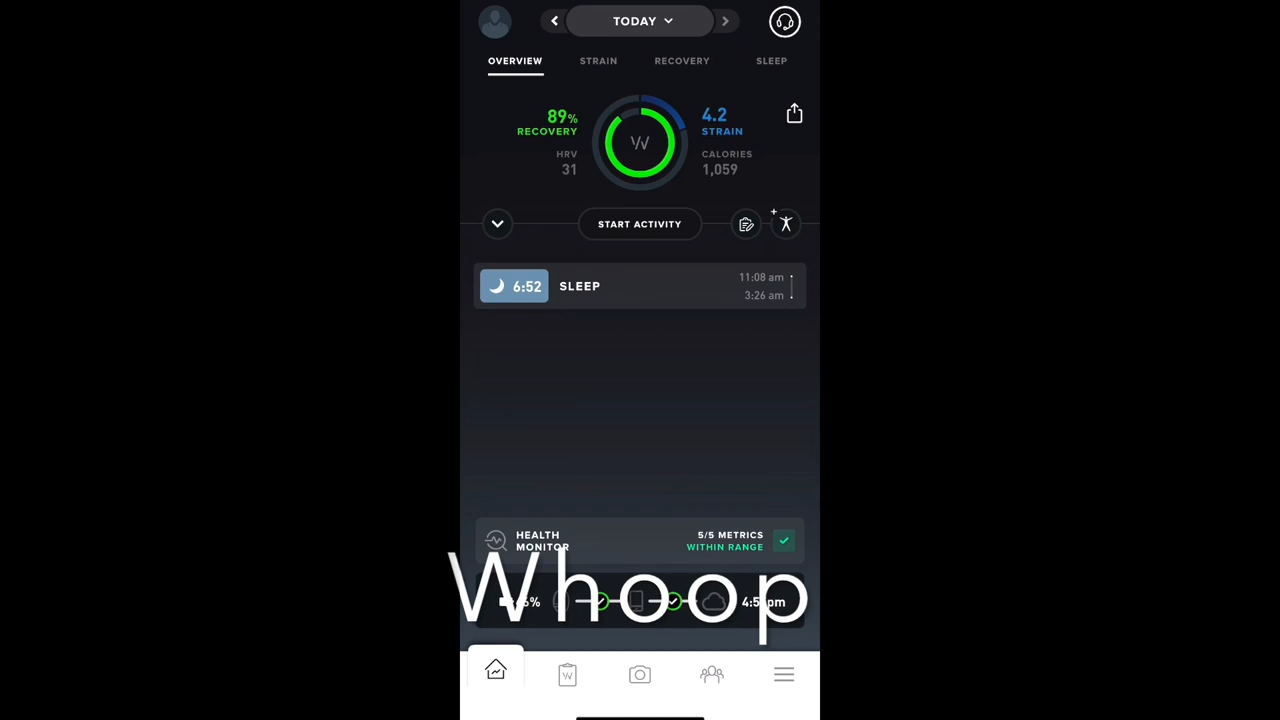 TODAY
OVERVIEW STRAIN RECOVERY SLEEP
89% 4.2
RECOVERY STRAIN
HRV CALORIES
31 1,059
START ACTIVITY
6:52 SLEEP 11:08 am
3:26 am
HEALTH 5/5 METRICS
MONITOR WITHIN RANGE
Whoop